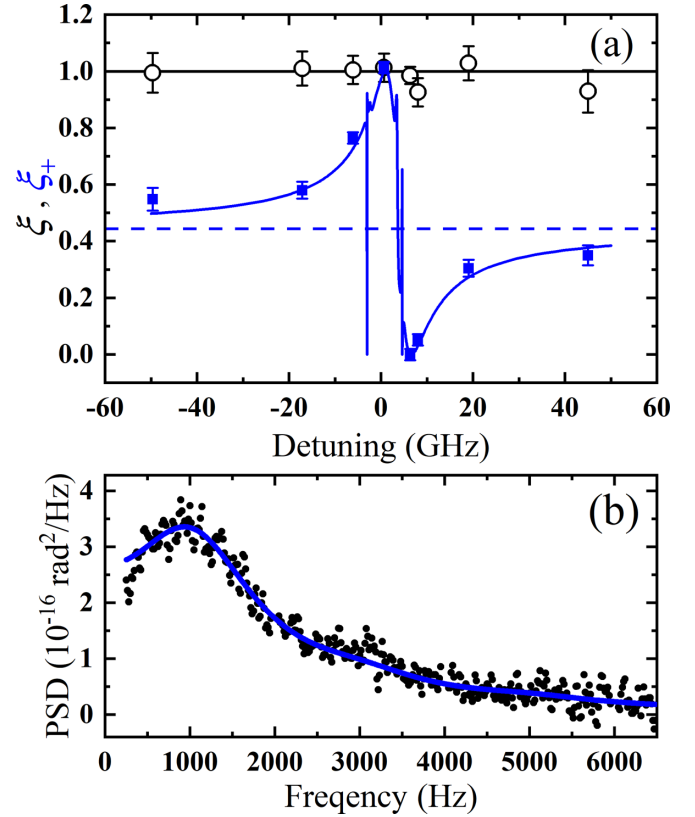 (a)
ξ , ξ+
1.2
1.0
0.8
0.6
0.4
0.2
0.0
-60 -40 -20 0 20 40 60
Detuning (GHz)
(b)
PSD (10-16 rad2/Hz)
4
3
2
1
0
0 1000 2000 3000 4000 5000 6000
Freqency (Hz)